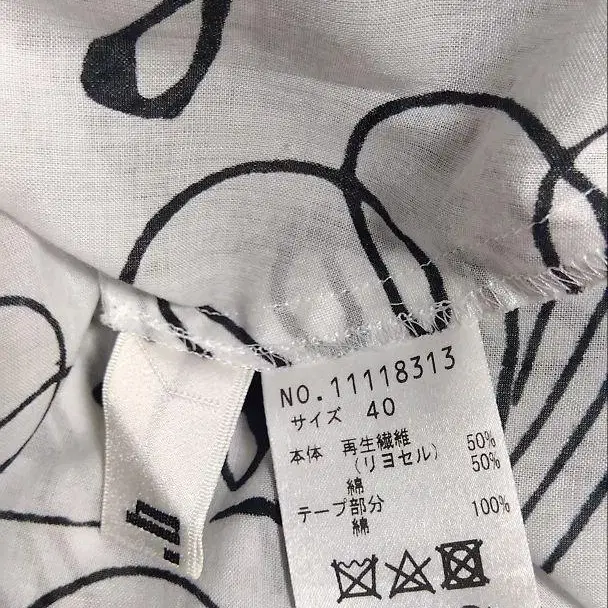 NO.11118313
サイズ 40
本体 再生繊維 50%
(リヨセル) 50%
綿
テープ部分 100%
綿